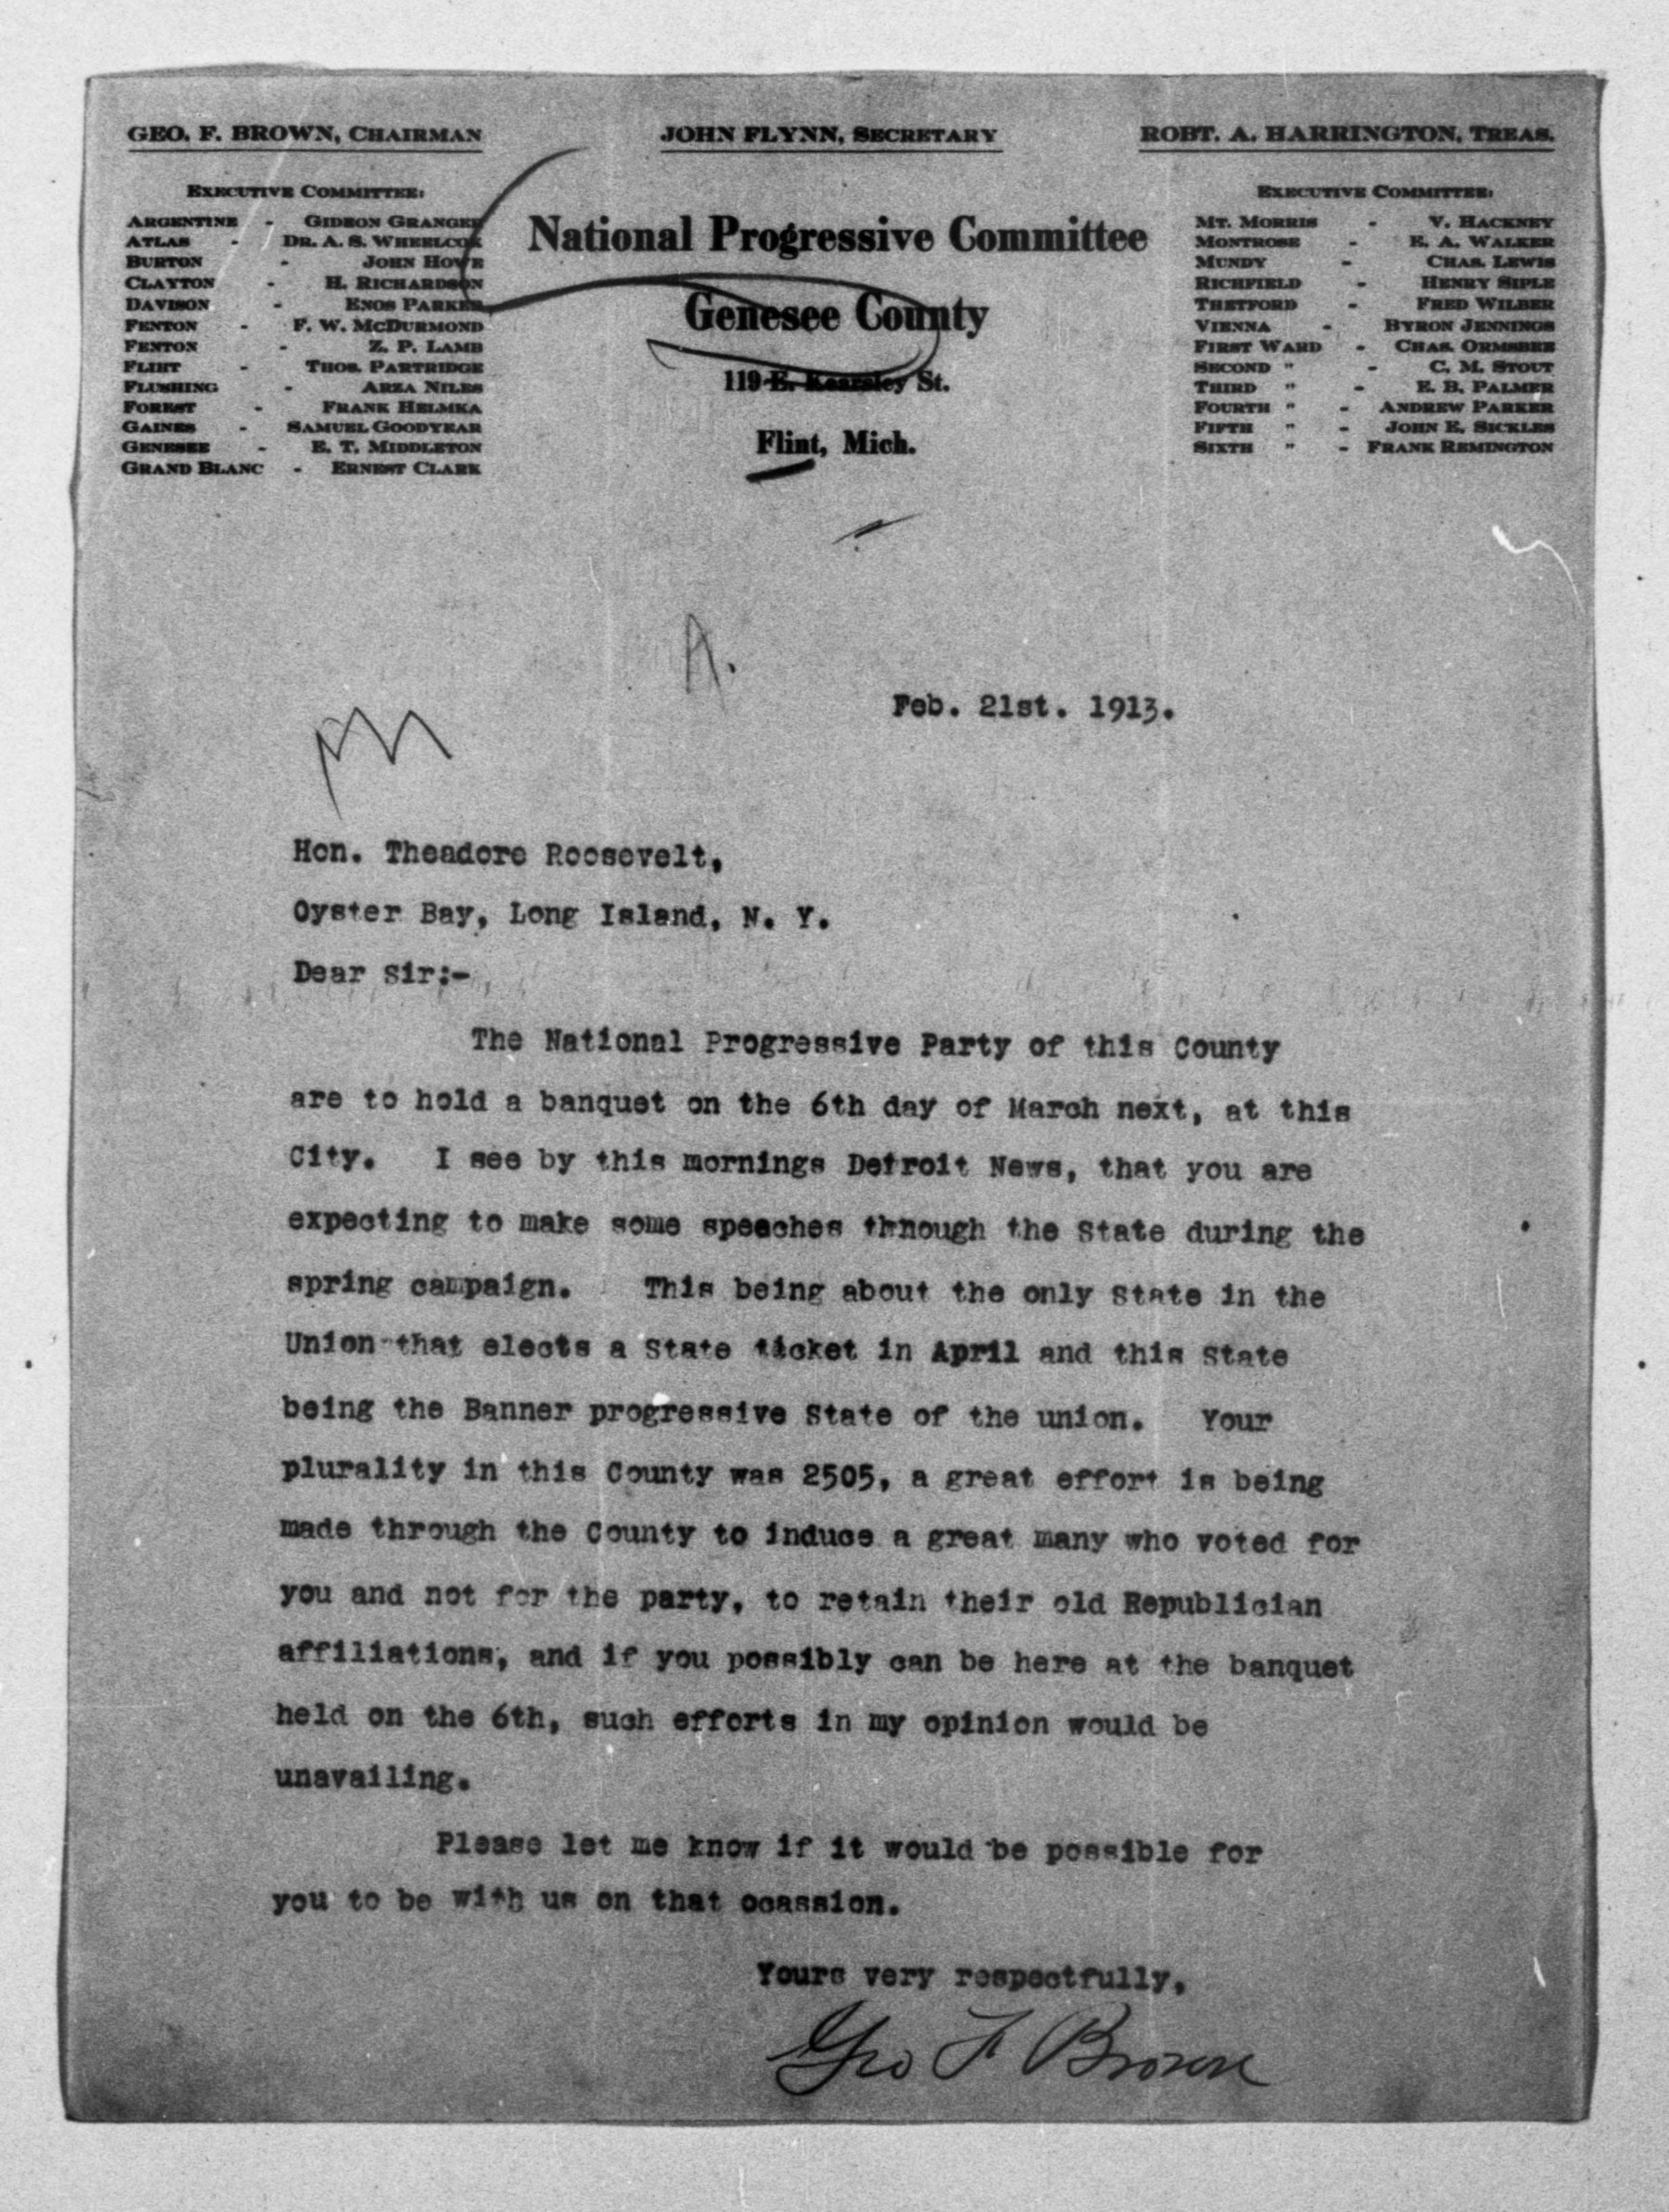 GEO. F. BROWN, CHAIRMAN
JOHN FLYNN, SECRETARY
ROBT. A. HARRINGTON, TREAS.
EXECUTIVE COMMITTEE:
ARGENTINE - GIDEON GRANGER
ATLAS - DR. A. S. WHEELCOCK
BURTON - JOHN HOWE
CLAYTON - H. RICHARDSON
DAVISON - ENOS PARKER
FENTON - F. W. MCDURMOND
FENTON - Z. P. LAMB
FLINT - THOS. PARTRIDGE
FLUSHING - ARZA NILES
FOREST - FRANK HELMKA
GAINES - SAMUEL GOODYEAR
GENESEE - E. T. MIDDLETON
GRAND BLANC - ERNEST CLARK
National Progressive Committee
Genesee County
119 E. Kearsley St.
Flint, Mich.
EXECUTIVE COMMITTEE:
MT. MORRIS - V. HACKNEY
MONTROSE - E. A. WALKER
MUNDY - CHAS. LEWIS
RICHFIELD - HENRY SIPLE
THETFORD - FRED WILBER
VIENNA - BYRON JENNINGS
FIRST WARD - CHAS. ORMSBEE
SECOND " - C. M. STOUT
THIRD " - E. B. PALMER
FOURTH " - ANDREW PARKER
FIFTH " - JOHN E. SICKLES
SIXTH " - FRANK REMINGTON
A.
Feb. 21st. 1913.
Hon. Theadore Roosevelt,
Oyster Bay, Long Island, N. Y.
Dear Sir:-
The National Progressive Party of this County
are to hold a banquet on the 6th day of March next, at this
City. I see by this mornings Detroit News, that you are
expecting to make some speeches thnough the State during the
spring campaign. This being about the only State in the
Union that elects a State ticket in April and this State
being the Banner progressive State of the union. Your
plurality in this County was 2505, a great effort is being
made through the County to induce a great many who voted for
you and not for the party, to retain their old Republician
affiliations, and if you possibly can be here at the banquet
held on the 6th, such efforts in my opinion would be
unavailing.
Please let me know if it would be possible for
you to be with us on that ocassion.
Yours very respectfully,
Geo F Brown